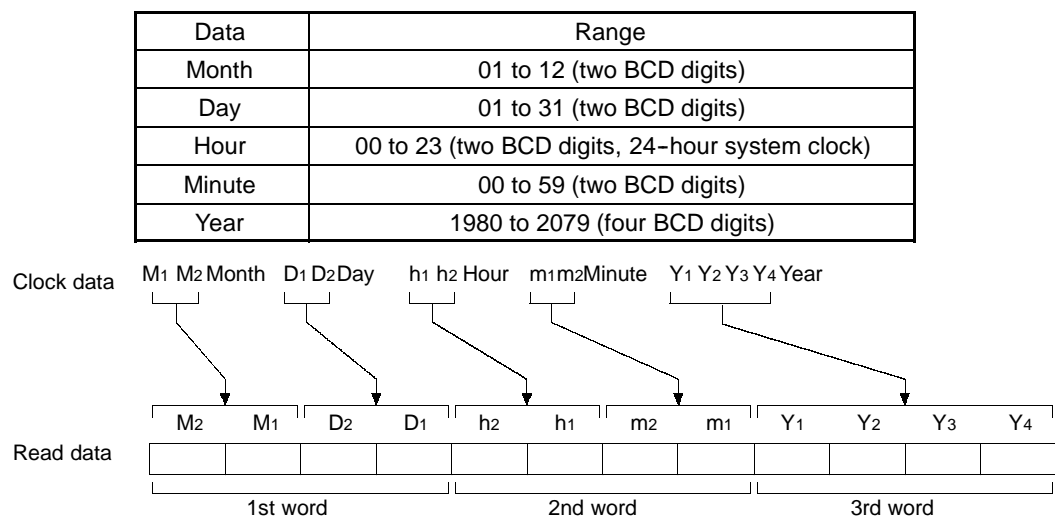 Data Range
Month 01 to 12 (two BCD digits)
Day 01 to 31 (two BCD digits)
Hour 00 to 23 (two BCD digits, 24-hour system clock)
Minute 00 to 59 (two BCD digits)
Year 1980 to 2079 (four BCD digits)
Clock data M1 M2 Month D1 D2 Day h1 h2 Hour m1 m2 Minute Y1 Y2 Y3 Y4 Year
M2 M1 D2 D1 h2 h1 m2 m1 Y1 Y2 Y3 Y4
Read data
1st word 2nd word 3rd word